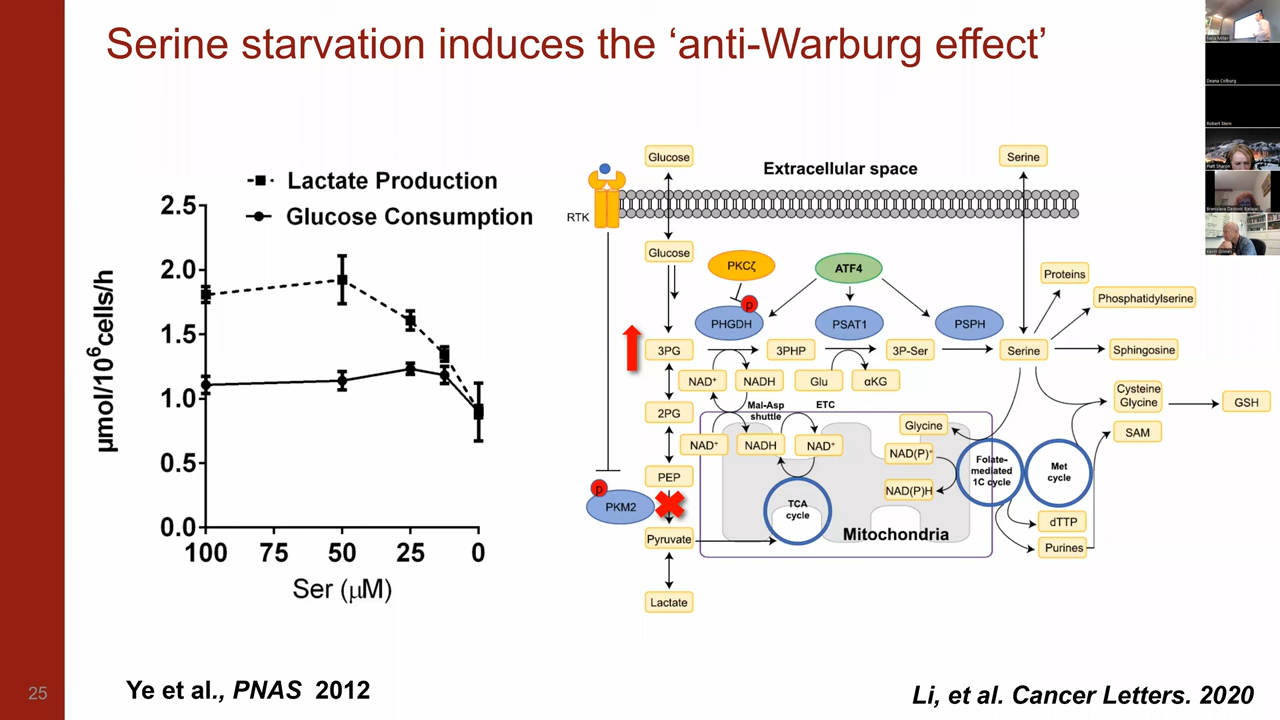 Serine starvation induces the ‘anti-Warburg effect’
Lactate Production
Glucose Consumption
2.5
2.0
1.5
1.0
0.5
0.0
μmol/10⁶cells/h
100 75 50 25 0
Ser (μM)
Extracellular space
Glucose
Serine
RTK
Glucose
PKCζ
ATF4
p
PHGDH
PSAT1
PSPH
Proteins
Phosphatidylserine
3PG
3PHP
3P-Ser
Serine
Sphingosine
NAD⁺
NADH
Glu
αKG
Cysteine
Glycine
GSH
Mal-Asp
shuttle
ETC
2PG
NAD⁺
NADH
NAD⁺
Glycine
SAM
NAD(P)⁺
NAD(P)H
Folate-
mediated
1C cycle
Met
cycle
PEP
p
PKM2
TCA
cycle
Mitochondria
dTTP
Purines
Pyruvate
Lactate
25
Ye et al., PNAS 2012
Li, et al. Cancer Letters. 2020
Deana Colburg
Robert Stern